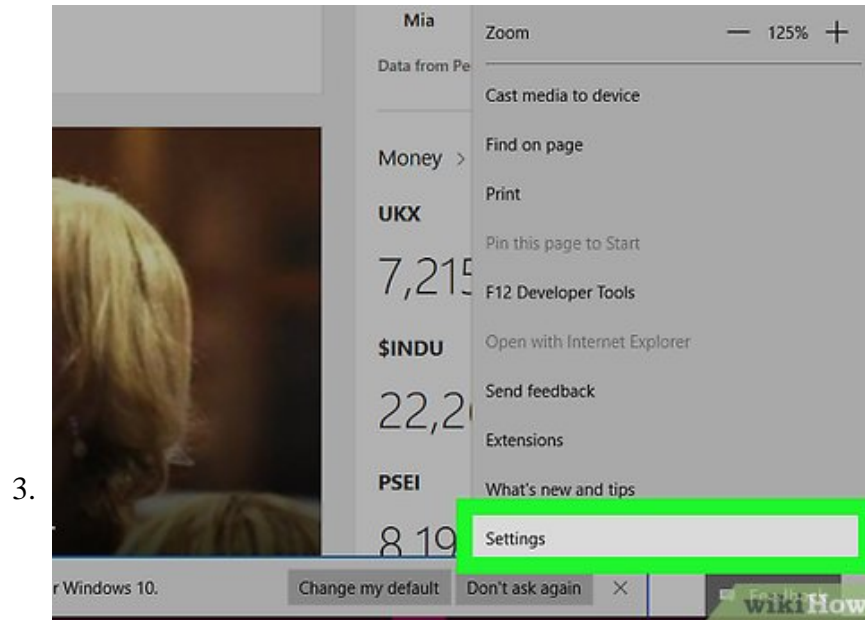 Mia
Data from Pe
Money >
UKX
7,215
$INDU
22,2
PSEI
8,19
Zoom — 125% +
Cast media to device
Find on page
Print
Pin this page to Start
F12 Developer Tools
Open with Internet Explorer
Send feedback
Extensions
What's new and tips
Settings
3.
r Windows 10.
Change my default
Don't ask again
Feedback
wikiHow